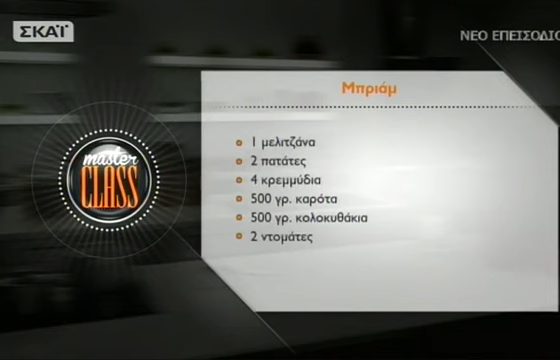 ΣΚΑΪ
ΝΕΟ ΕΠΕΙΣΟΔΙΟ
Μπριάμ
master
CLASS
1 μελιτζάνα
2 πατάτες
4 κρεμμύδια
500 γρ. καρότα
500 γρ. κολοκυθάκια
2 ντομάτες